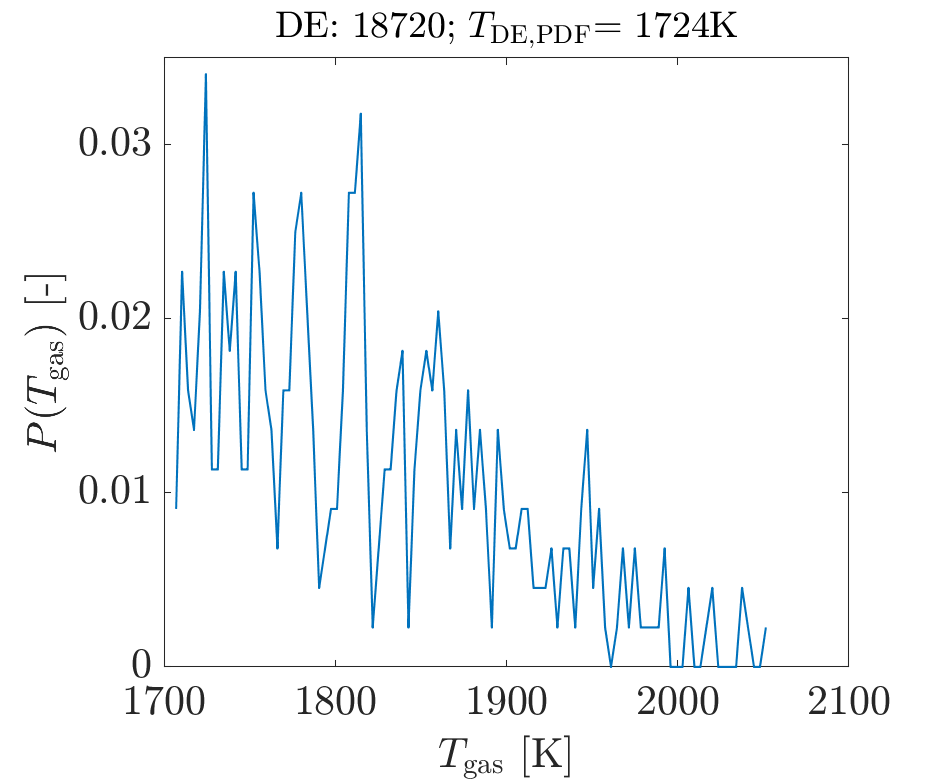 DE: 18720; T_DE,PDF= 1724K
P(T_gas) [-]
0.03
0.02
0.01
0
1700 1800 1900 2000 2100
T_gas [K]